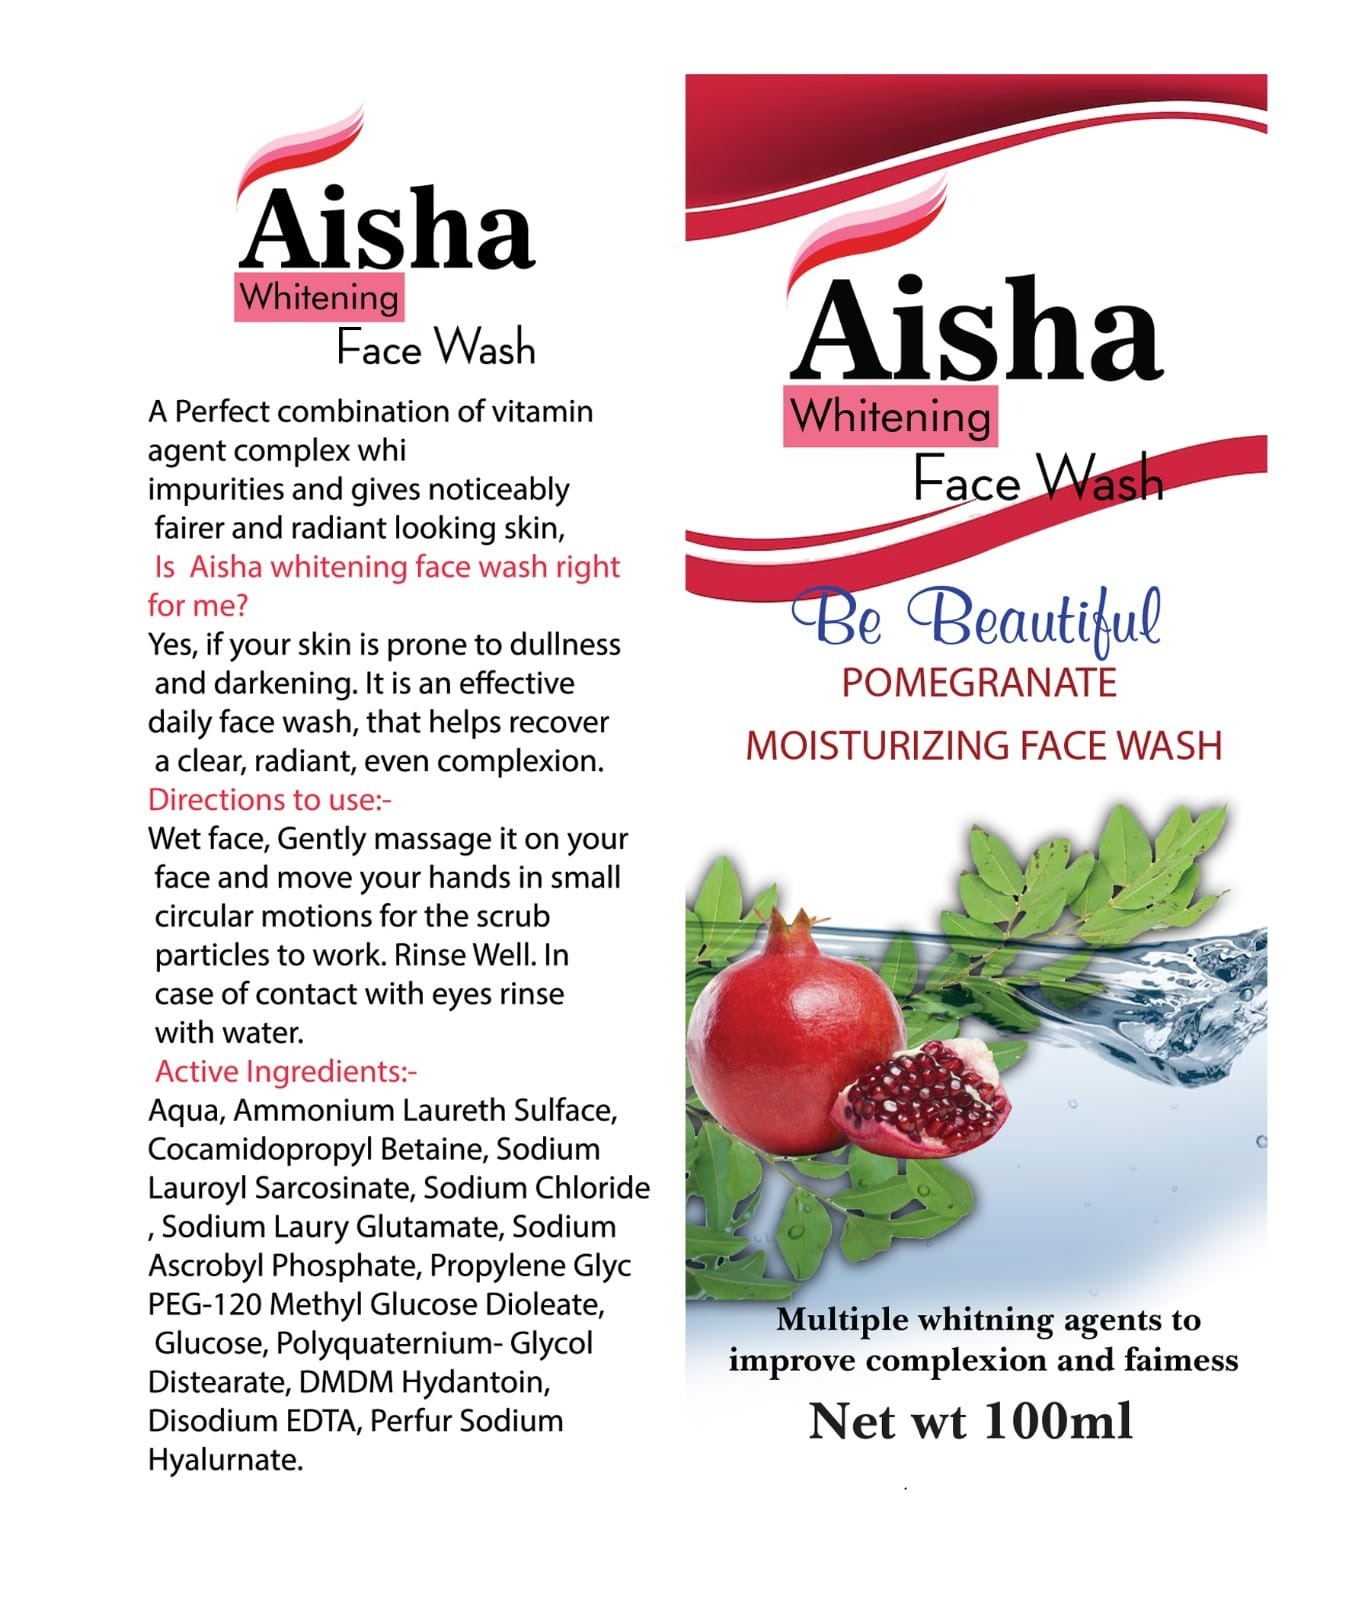 Aisha
Whitening
Face Wash
A Perfect combination of vitamin
agent complex whi
impurities and gives noticeably
fairer and radiant looking skin,
Is Aisha whitening face wash right
for me?
Yes, if your skin is prone to dullness
and darkening. It is an effective
daily face wash, that helps recover
a clear, radiant, even complexion.
Directions to use:-
Wet face, Gently massage it on your
face and move your hands in small
circular motions for the scrub
particles to work. Rinse Well. In
case of contact with eyes rinse
with water.
Active Ingredients:-
Aqua, Ammonium Laureth Sulface,
Cocamidopropyl Betaine, Sodium
Lauroyl Sarcosinate, Sodium Chloride
, Sodium Laury Glutamate, Sodium
Ascrobyl Phosphate, Propylene Glyc
PEG-120 Methyl Glucose Dioleate,
Glucose, Polyquaternium- Glycol
Distearate, DMDM Hydantoin,
Disodium EDTA, Perfur Sodium
Hyalurnate.
Aisha
Whitening
Face Wash
Be Beautiful
POMEGRANATE
MOISTURIZING FACE WASH
Multiple whitning agents to
improve complexion and faimess
Net wt 100ml